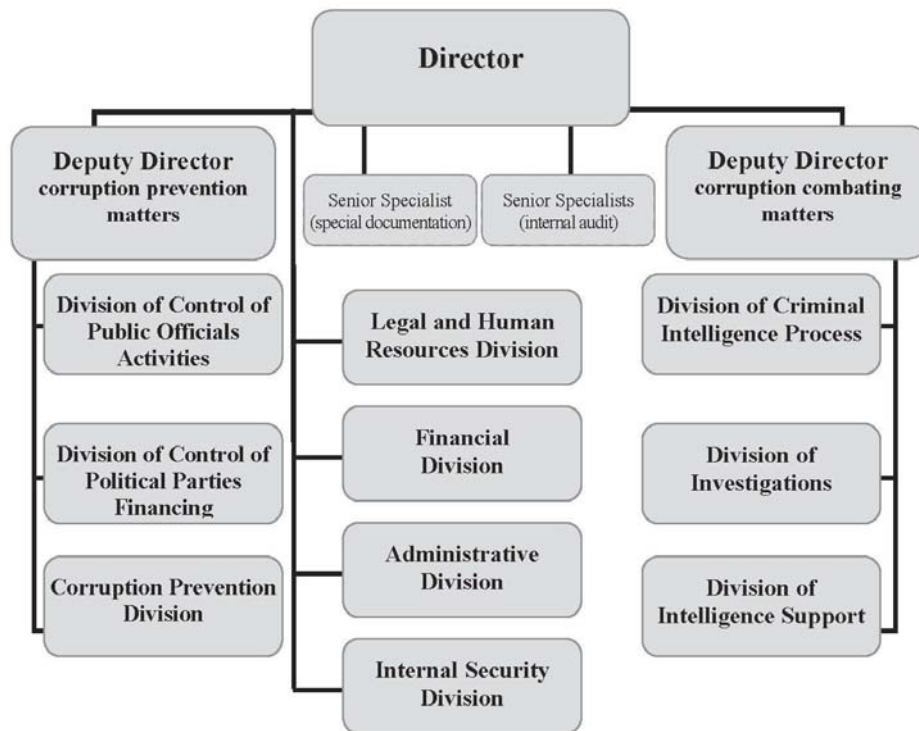 Director
Deputy Director
corruption prevention
matters
Senior Specialist
(special documentation)
Senior Specialists
(internal audit)
Deputy Director
corruption combating
matters
Division of Control of
Public Officials
Activities
Division of Control of
Political Parties
Financing
Corruption Prevention
Division
Legal and Human
Resources Division
Financial
Division
Administrative
Division
Internal Security
Division
Division of Criminal
Intelligence Process
Division of
Investigations
Division of
Intelligence Support